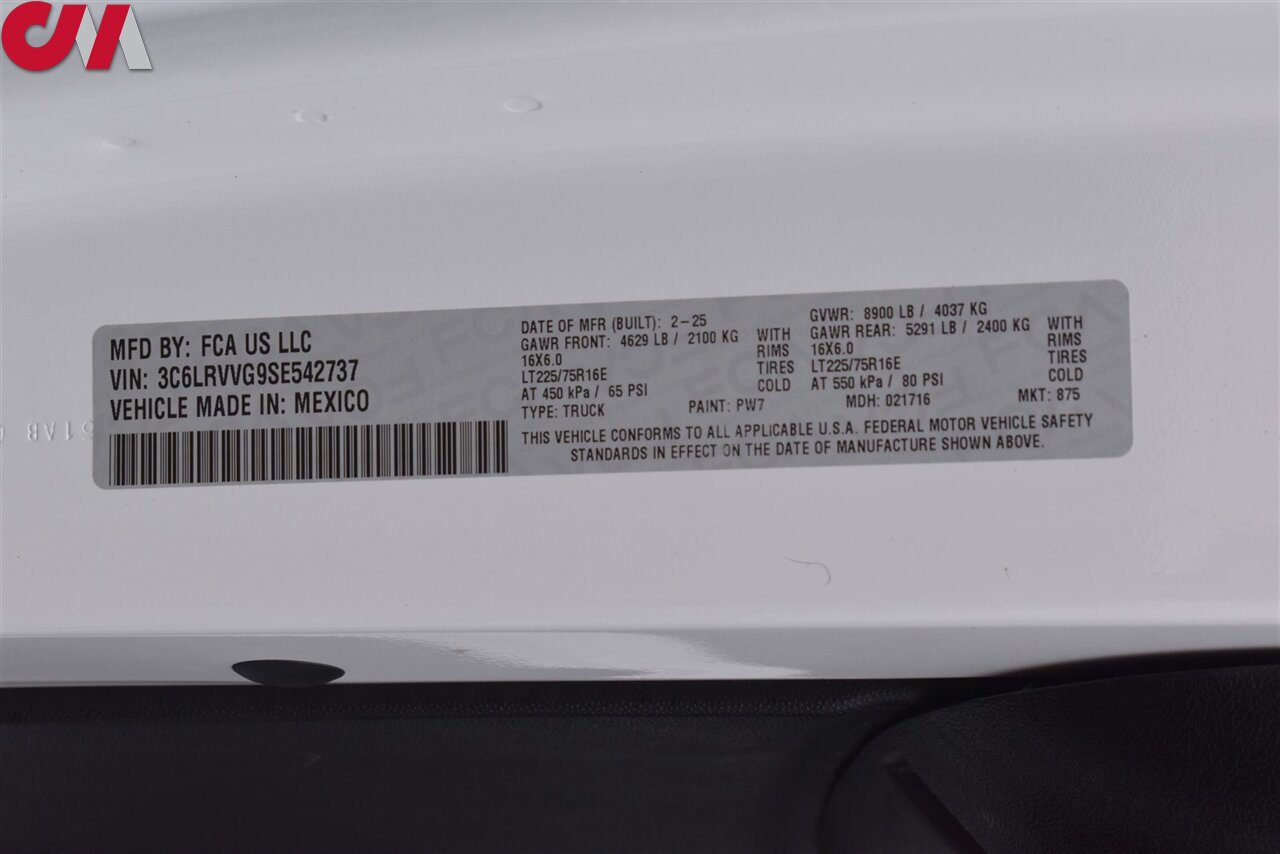 MFD BY: FCA US LLC
VIN: 3C6LRVVG9SE542737
VEHICLE MADE IN: MEXICO
DATE OF MFR (BUILT): 2-25
GAWR FRONT: 4629 LB / 2100 KG WITH
16X6.0 RIMS
LT225/75R16E TIRES
AT 450 kPa / 65 PSI COLD
GVWR: 8900 LB / 4037 KG
GAWR REAR: 5291 LB / 2400 KG WITH
16X6.0 RIMS
LT225/75R16E TIRES
AT 550 kPa / 80 PSI COLD
TYPE: TRUCK PAINT: PW7 MDH: 021716 MKT: 875
THIS VEHICLE CONFORMS TO ALL APPLICABLE U.S.A. FEDERAL MOTOR VEHICLE SAFETY
STANDARDS IN EFFECT ON THE DATE OF MANUFACTURE SHOWN ABOVE.